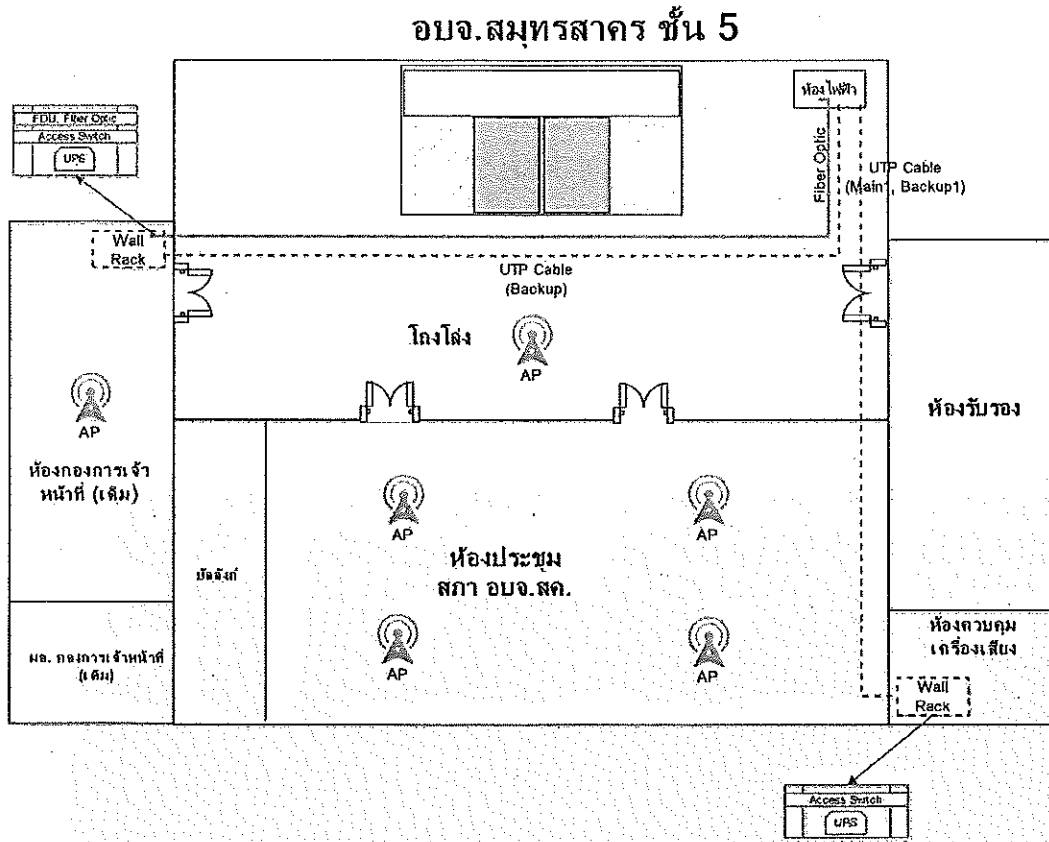 อบจ.สมุทรสาคร ชั้น 5
ห้องไฟฟ้า
FDU, Fiber Optic
Access Switch
UPS
Fiber Optic
UTP Cable
(Main1, Backup1)
Wall
Rack
UTP Cable
(Backup)
โถงโล่ง
AP
AP
ห้องรับรอง
ห้องกองการเจ้า
หน้าที่ (เดิม)
AP
AP
ห้องประชุม
สภา อบจ.สค.
บัลลังก์
ห้องควบคุม
เครื่องเสียง
ผอ. กองการเจ้าหน้าที่
(เดิม)
AP
AP
Wall
Rack
Access Switch
UPS